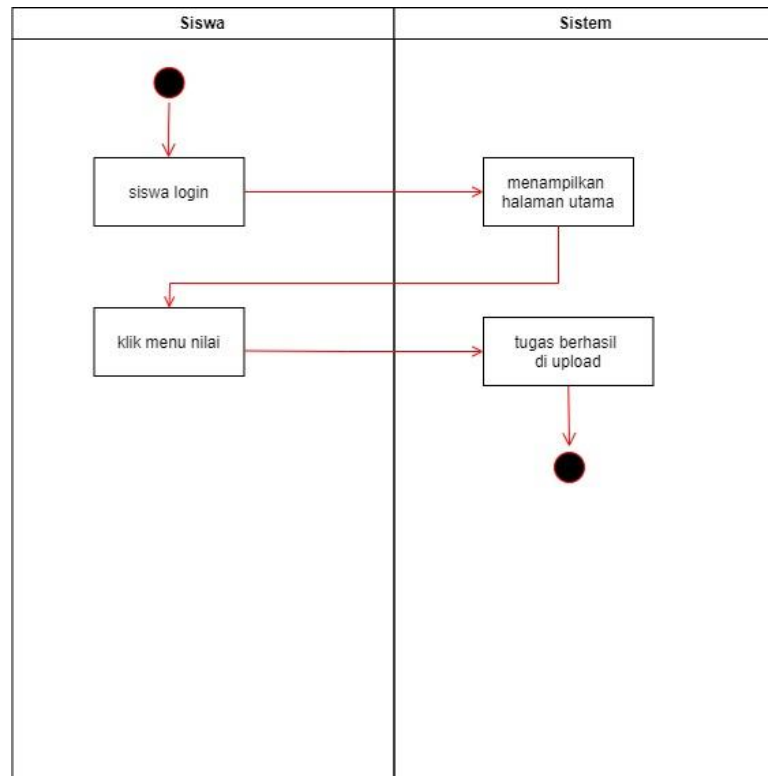 Siswa
Sistem
siswa login
menampilkan
halaman utama
klik menu nilai
tugas berhasil
di upload